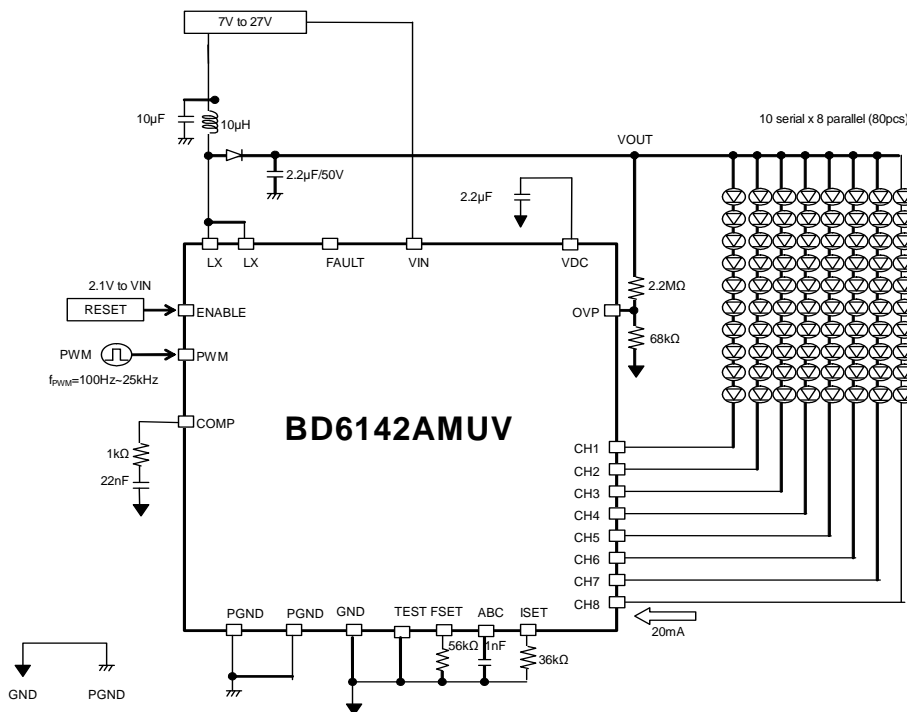 7V to 27V
10µF
10µH
VOUT
10 serial x 8 parallel (80pcs)
2.2µF/50V
2.2µF
LX
LX
FAULT
VIN
VDC
2.1V to VIN
RESET
ENABLE
2.2MΩ
OVP
68kΩ
PWM
PWM
fPWM=100Hz~25kHz
COMP
BD6142AMUV
1kΩ
22nF
CH1
CH2
CH3
CH4
CH5
CH6
CH7
CH8
20mA
PGND
PGND
GND
TEST
FSET
ABC
ISET
56kΩ
1nF
36kΩ
GND
PGND